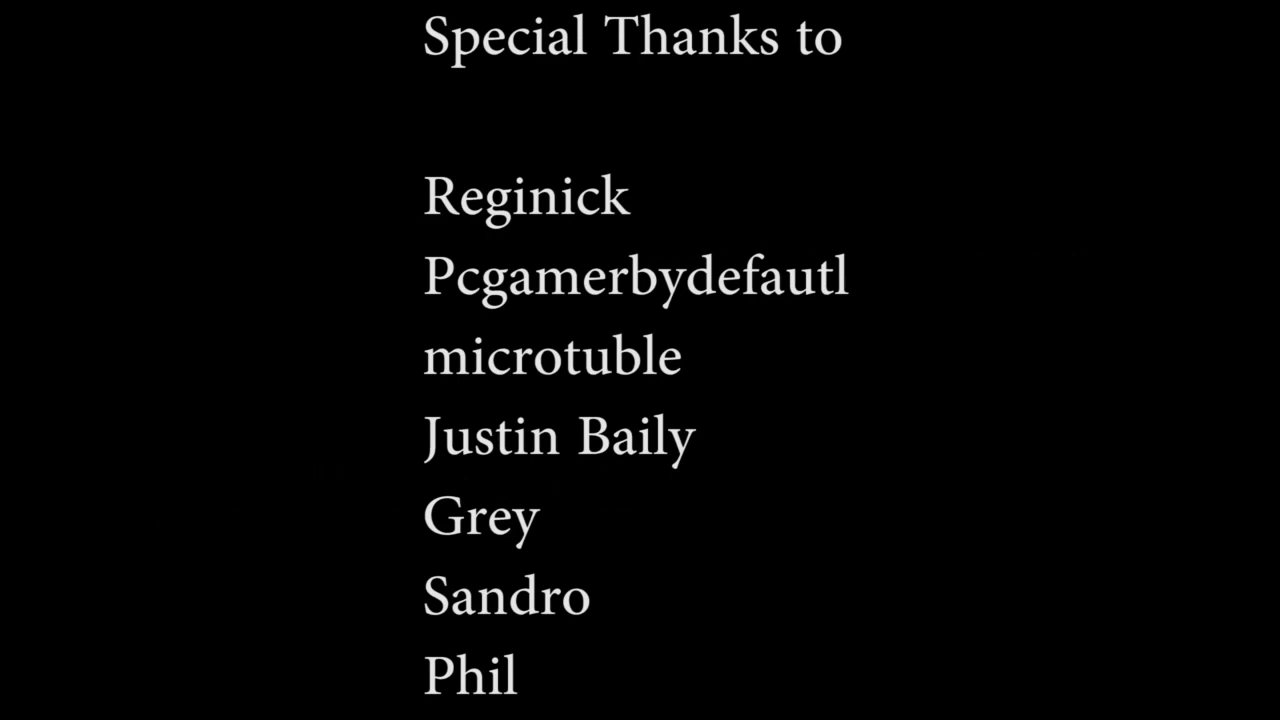 Special Thanks to
Reginick
Pcgamerbydefautl
microtuble
Justin Baily
Grey
Sandro
Phil